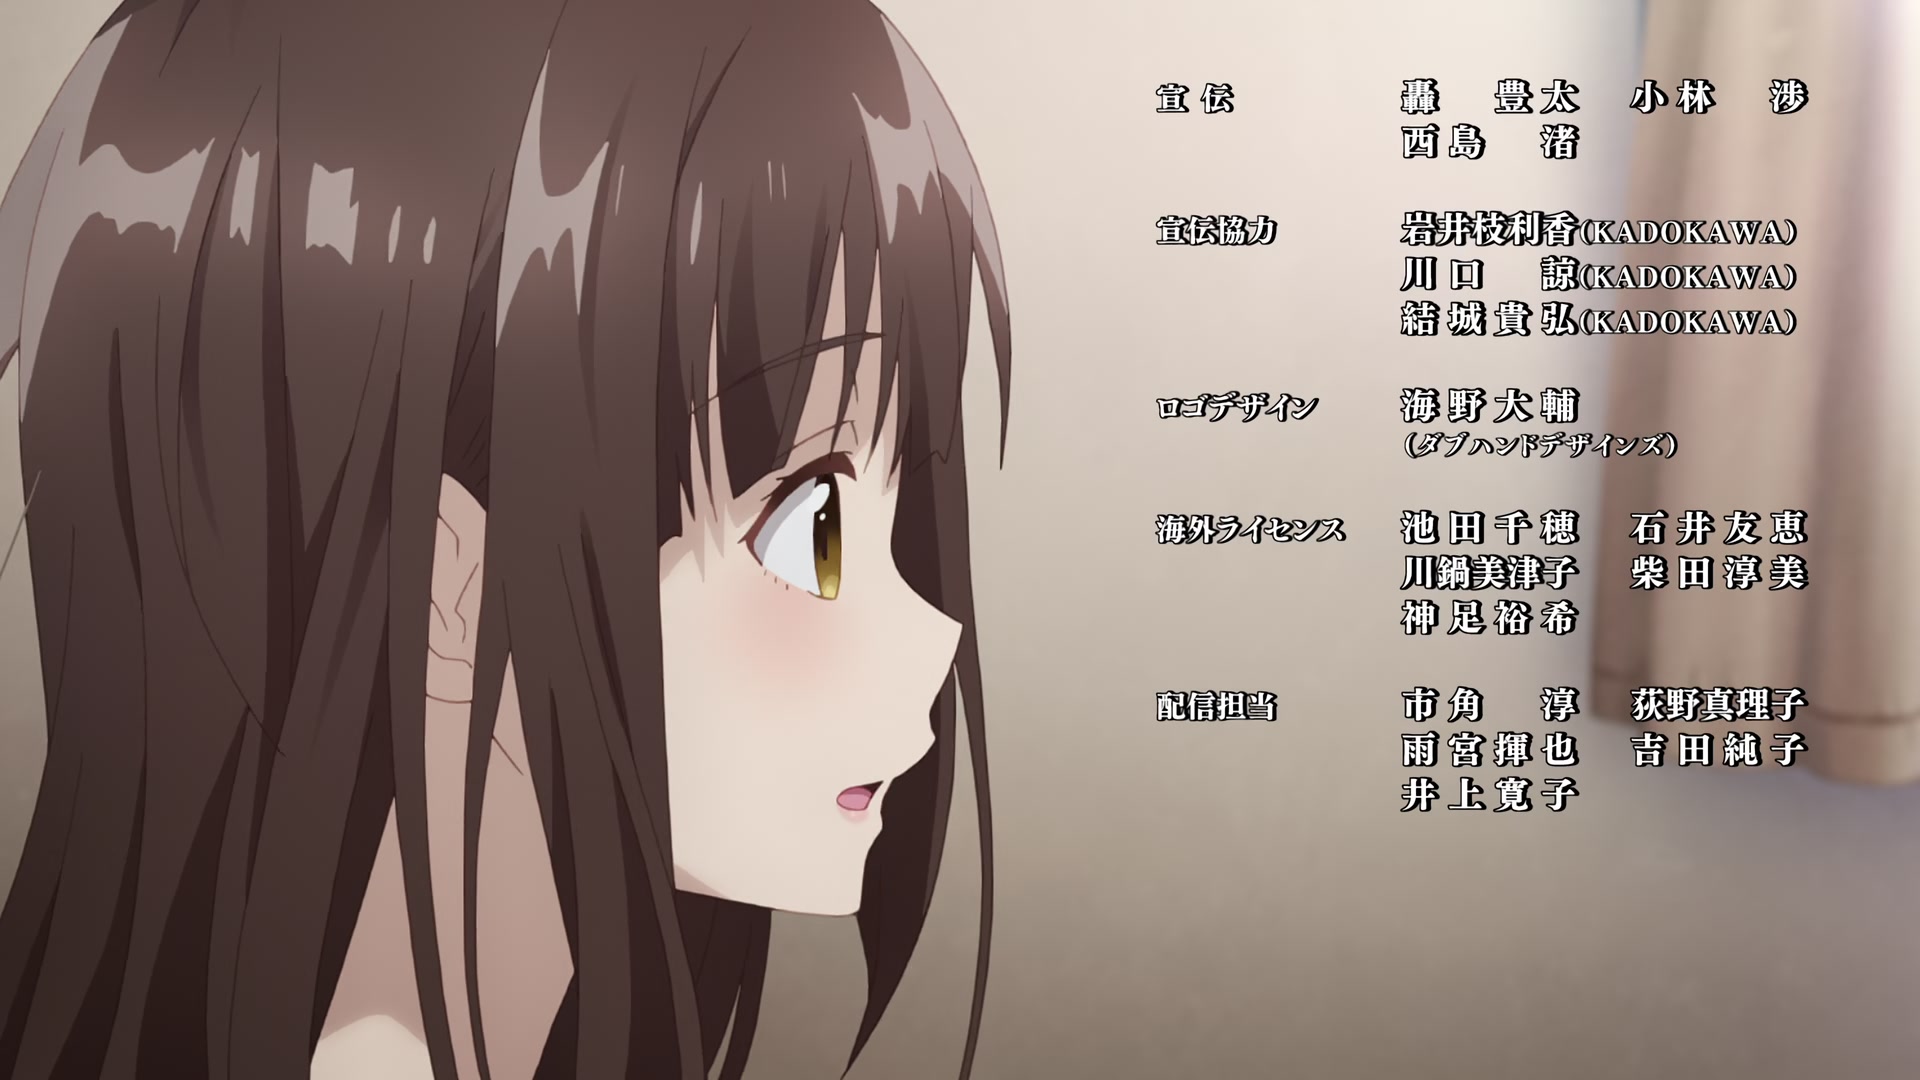 宣伝 轟 豊太 小林 渉
西島 渚
宣伝協力 岩井枝利香(KADOKAWA)
川口 諒(KADOKAWA)
結城貴弘(KADOKAWA)
ロゴデザイン 海野大輔
(ダブハンドデザインズ)
海外ライセンス 池田千穂 石井友恵
川鍋美津子 柴田淳美
神足裕希
配信担当 市角 淳 荻野真理子
雨宮揮也 吉田純子
井上寛子